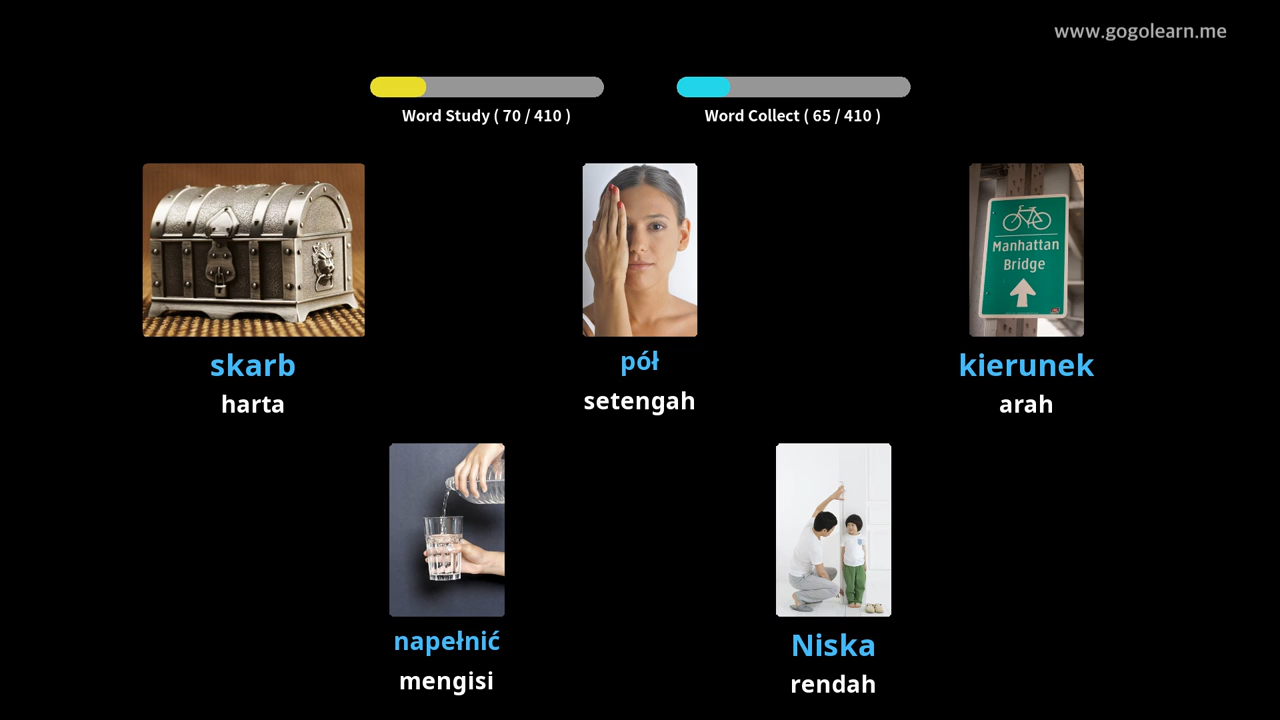 www.gogolearn.me
Word Study ( 70 / 410 )
Word Collect ( 65 / 410 )
Manhattan
Bridge
skarb
harta
pół
setengah
kierunek
arah
napełnić
mengisi
Niska
rendah